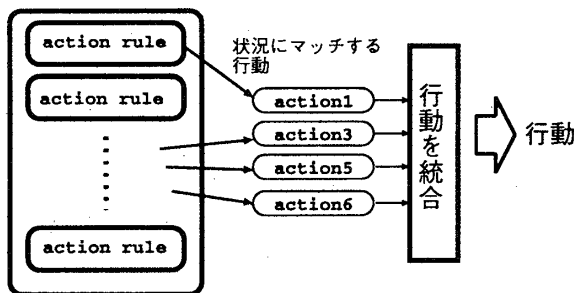 action rule
action rule
action rule
状況にマッチする
行動
action1
action3
action5
action6
行動を統合
行動